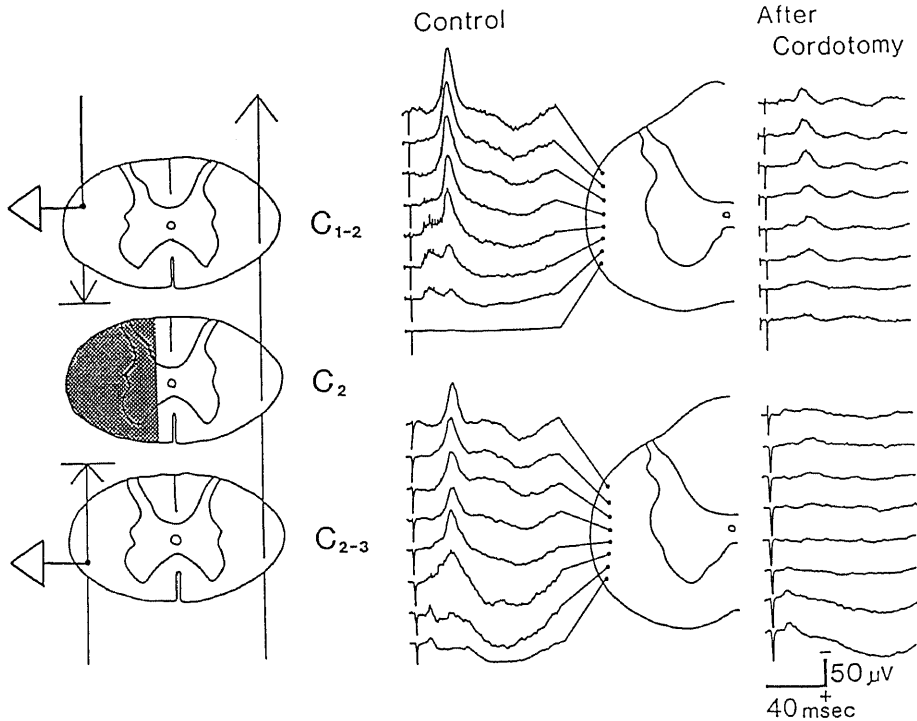 Control
After
Cordotomy
C1-2
C2
C2-3
−
50 μV
+
40 msec